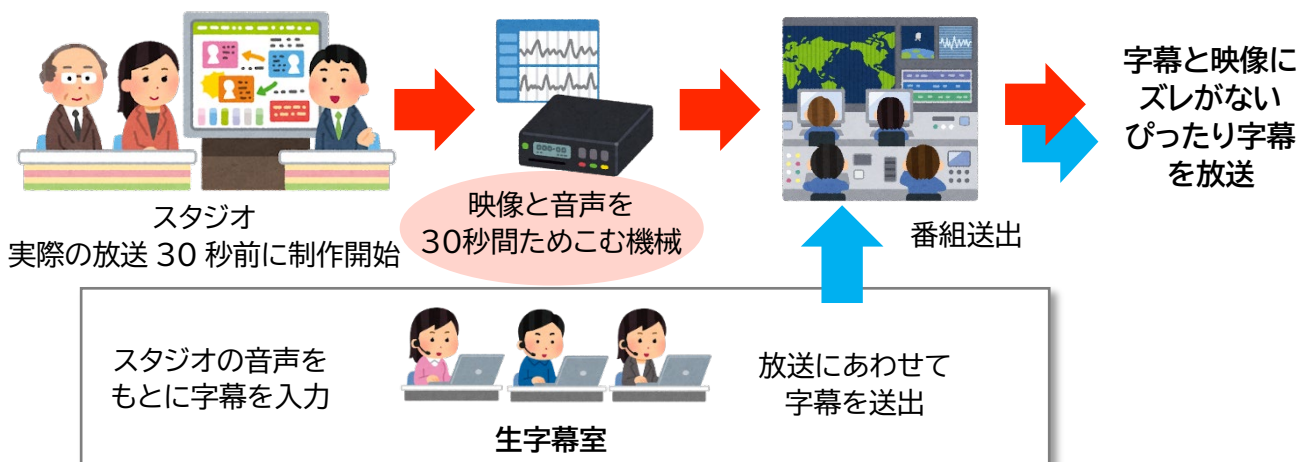 スタジオ
実際の放送 30 秒前に制作開始
映像と音声を
30秒間ためこむ機械
番組送出
字幕と映像に
ズレがない
ぴったり字幕
を放送
スタジオの音声を
もとに字幕を入力
生字幕室
放送にあわせて
字幕を送出